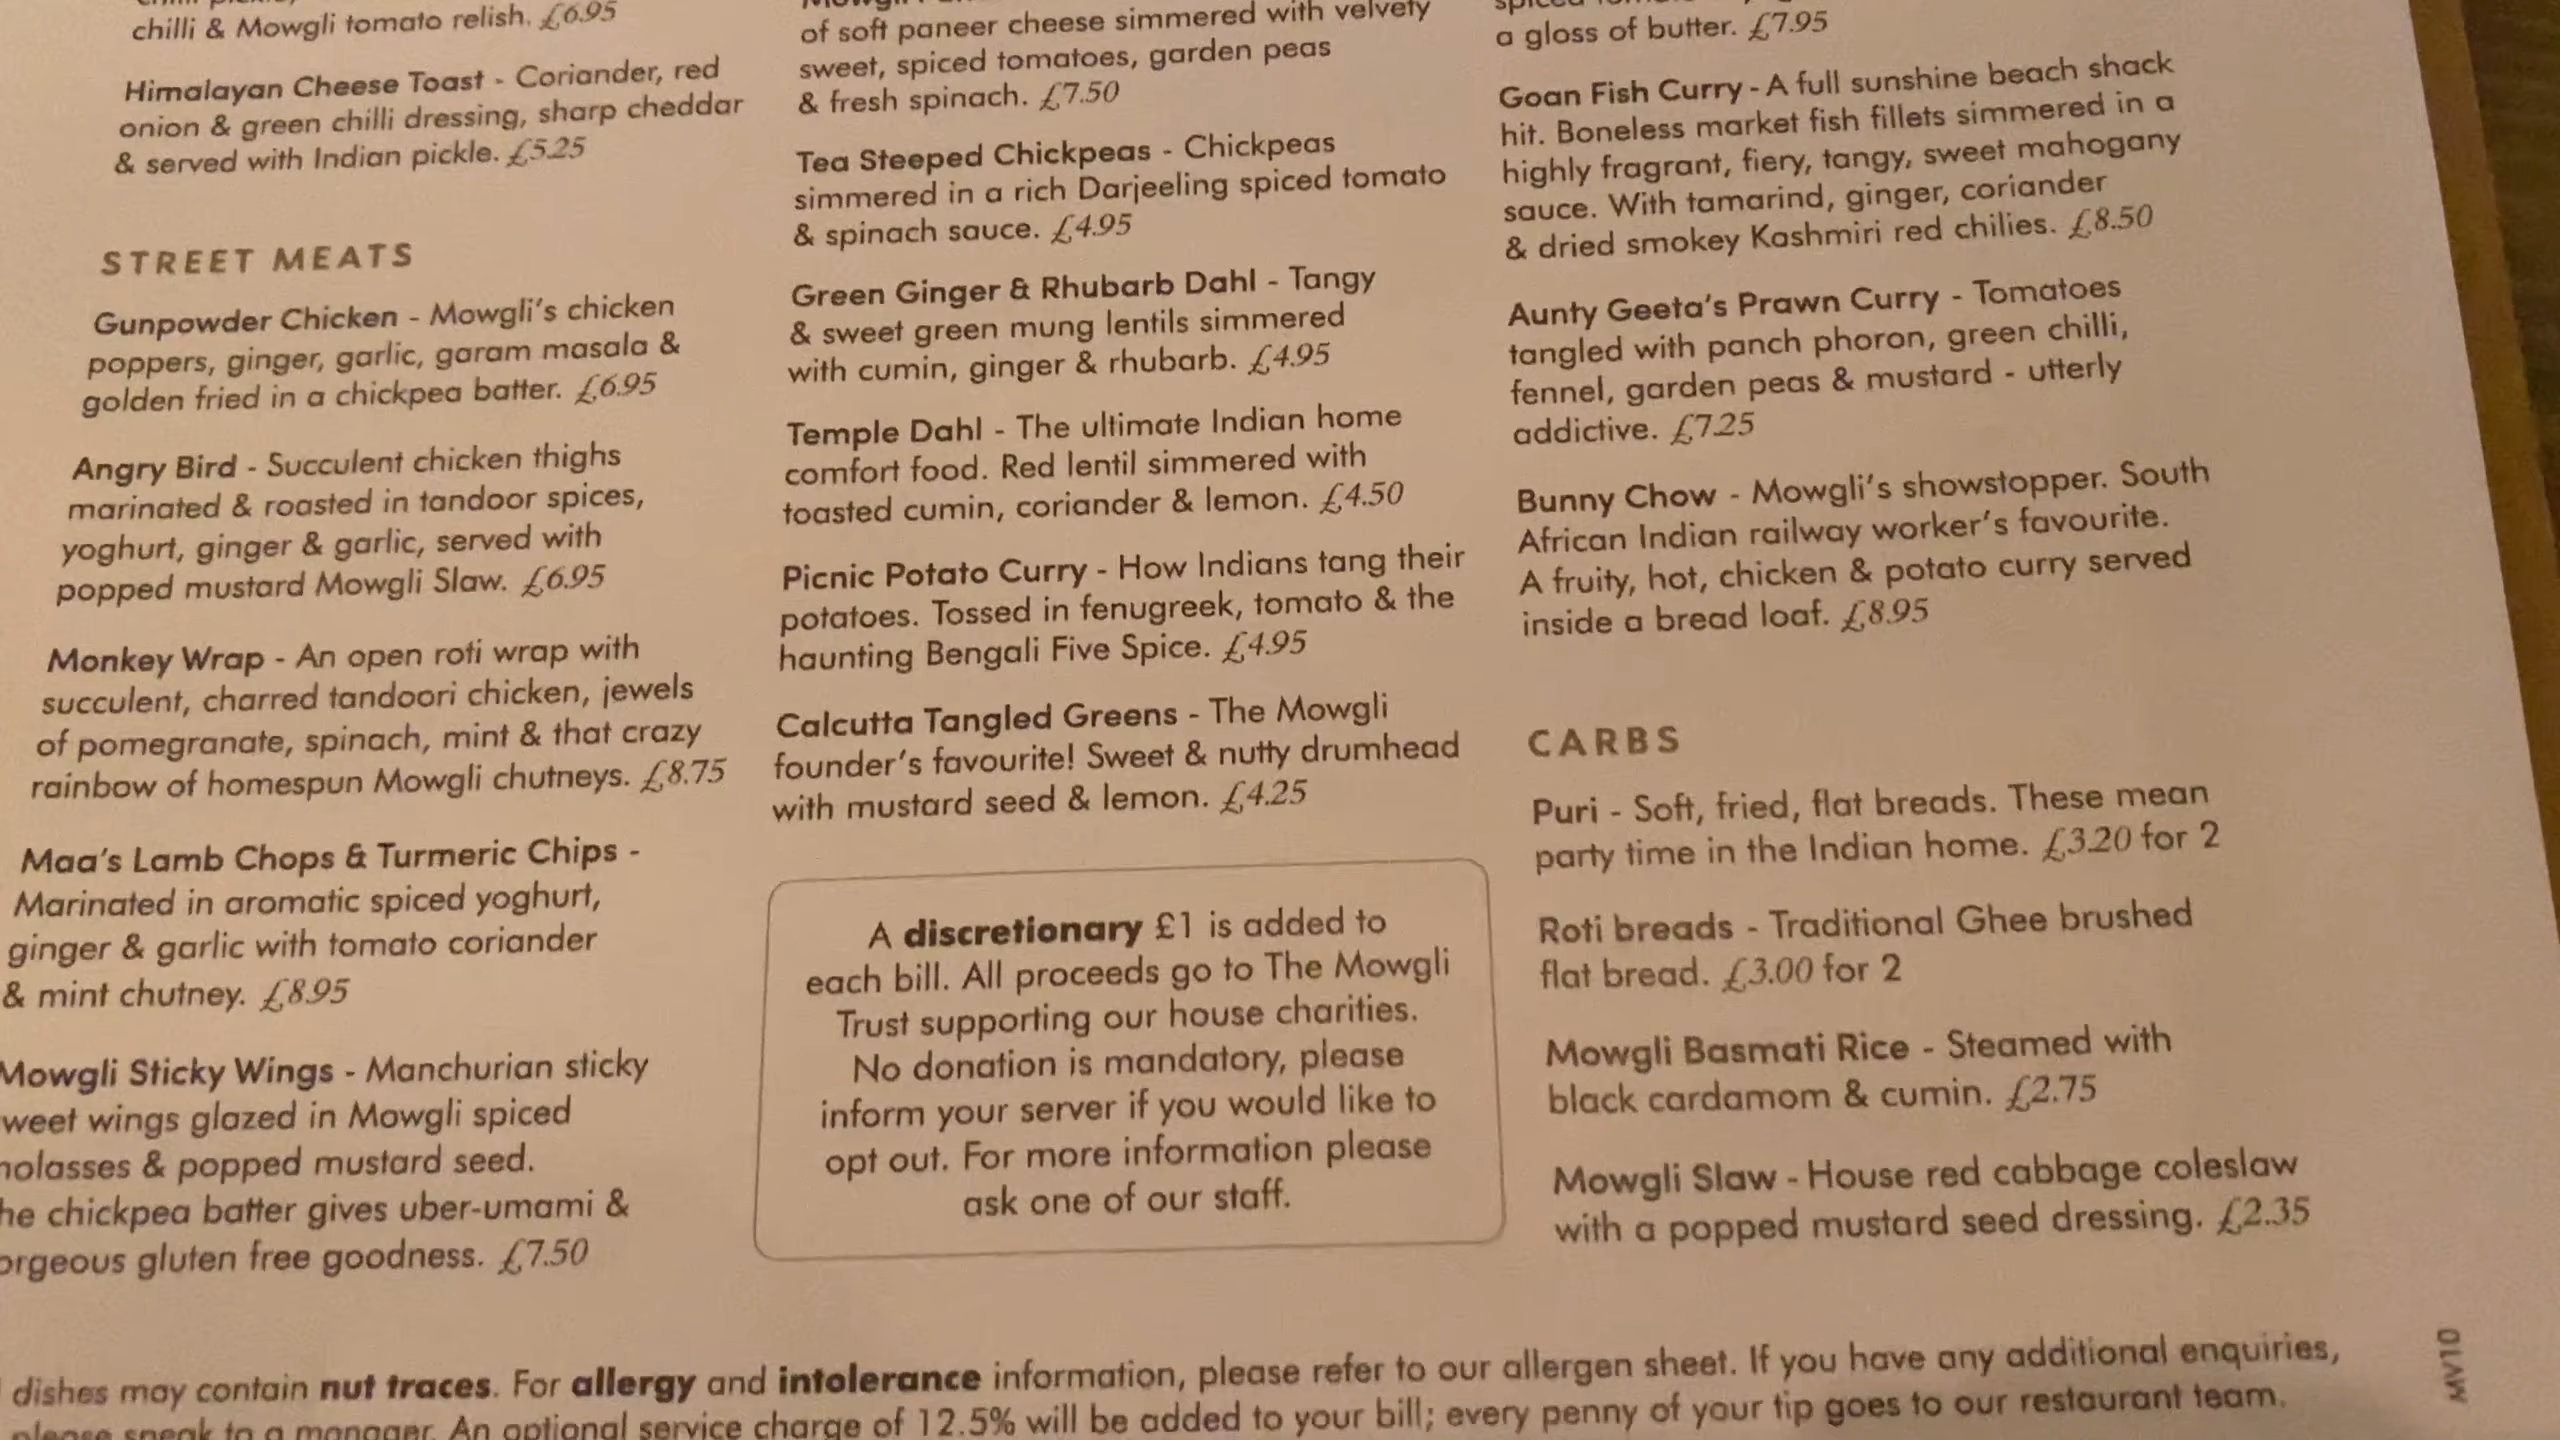 chilli & Mowgli tomato relish. £6.95
Himalayan Cheese Toast - Coriander, red
onion & green chilli dressing, sharp cheddar
& served with Indian pickle. £5.25
STREET MEATS
Gunpowder Chicken - Mowgli's chicken
poppers, ginger, garlic, garam masala &
golden fried in a chickpea batter. £6.95
Angry Bird - Succulent chicken thighs
marinated & roasted in tandoor spices,
yoghurt, ginger & garlic, served with
popped mustard Mowgli Slaw. £6.95
Monkey Wrap - An open roti wrap with
succulent, charred tandoori chicken, jewels
of pomegranate, spinach, mint & that crazy
rainbow of homespun Mowgli chutneys. £8.75
Maa's Lamb Chops & Turmeric Chips -
Marinated in aromatic spiced yoghurt,
ginger & garlic with tomato coriander
& mint chutney. £8.95
Mowgli Sticky Wings - Manchurian sticky
weet wings glazed in Mowgli spiced
nolasses & popped mustard seed.
he chickpea batter gives uber-umami &
orgeous gluten free goodness. £7.50
of soft paneer cheese simmered with velvety
sweet, spiced tomatoes, garden peas
& fresh spinach. £7.50
Tea Steeped Chickpeas - Chickpeas
simmered in a rich Darjeeling spiced tomato
& spinach sauce. £4.95
Green Ginger & Rhubarb Dahl - Tangy
& sweet green mung lentils simmered
with cumin, ginger & rhubarb. £4.95
Temple Dahl - The ultimate Indian home
comfort food. Red lentil simmered with
toasted cumin, coriander & lemon. £4.50
Picnic Potato Curry - How Indians tang their
potatoes. Tossed in fenugreek, tomato & the
haunting Bengali Five Spice. £4.95
Calcutta Tangled Greens - The Mowgli
founder's favourite! Sweet & nutty drumhead
with mustard seed & lemon. £4.25
A discretionary £1 is added to
each bill. All proceeds go to The Mowgli
Trust supporting our house charities.
No donation is mandatory, please
inform your server if you would like to
opt out. For more information please
ask one of our staff.
a gloss of butter. £7.95
Goan Fish Curry - A full sunshine beach shack
hit. Boneless market fish fillets simmered in a
highly fragrant, fiery, tangy, sweet mahogany
sauce. With tamarind, ginger, coriander
& dried smokey Kashmiri red chilies. £8.50
Aunty Geeta's Prawn Curry - Tomatoes
tangled with panch phoron, green chilli,
fennel, garden peas & mustard - utterly
addictive. £7.25
Bunny Chow - Mowgli's showstopper. South
African Indian railway worker's favourite.
A fruity, hot, chicken & potato curry served
inside a bread loaf. £8.95
CARBS
Puri - Soft, fried, flat breads. These mean
party time in the Indian home. £3.20 for 2
Roti breads - Traditional Ghee brushed
flat bread. £3.00 for 2
Mowgli Basmati Rice - Steamed with
black cardamom & cumin. £2.75
Mowgli Slaw - House red cabbage coleslaw
with a popped mustard seed dressing. £2.35
dishes may contain nut traces. For allergy and intolerance information, please refer to our allergen sheet. If you have any additional enquiries,
please speak to a manager. An optional service charge of 12.5% will be added to your bill; every penny of your tip goes to our restaurant team.
MV10